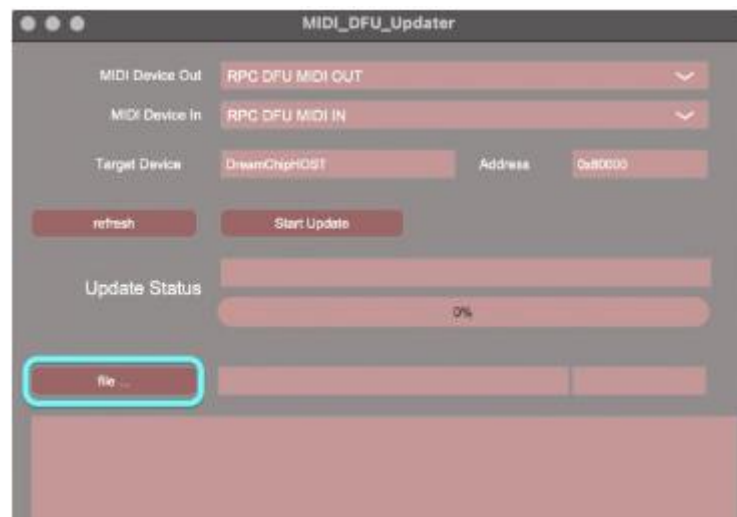 MIDI_DFU_Updater
MIDI Device Out RPC DFU MIDI OUT
MIDI Device In RPC DFU MIDI IN
Target Device DreamChipHOST Address 0x80000
refresh Start Update
Update Status
0%
file ...